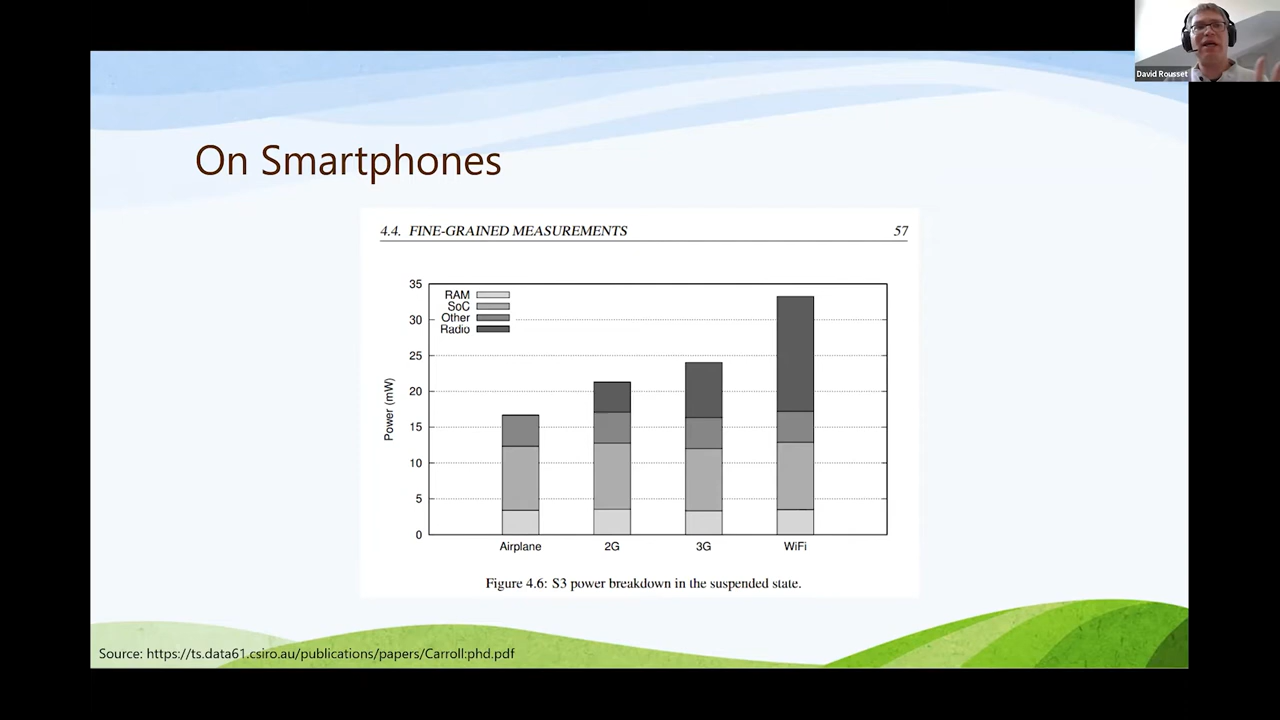 David Rousset
On Smartphones
4.4. FINE-GRAINED MEASUREMENTS 57
35
30
25
20
15
10
5
0
Power (mW)
RAM
SoC
Other
Radio
Airplane 2G 3G WiFi
Figure 4.6: S3 power breakdown in the suspended state.
Source: https://ts.data61.csiro.au/publications/papers/Carroll:phd.pdf